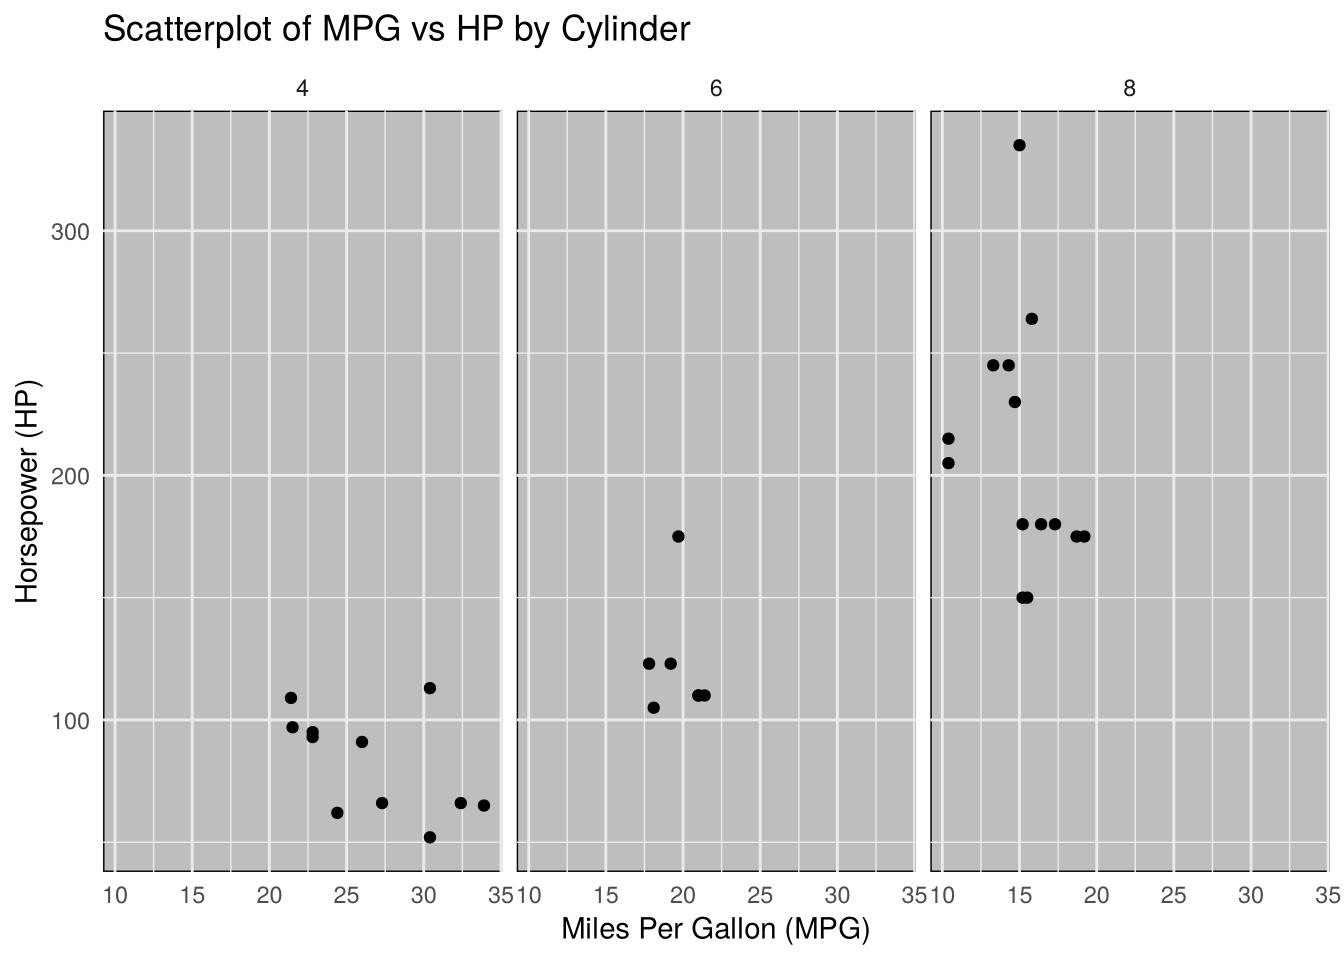 Scatterplot of MPG vs HP by Cylinder
4 6 8
300
200
100
Horsepower (HP)
10 15 20 25 30 35 10 15 20 25 30 35 10 15 20 25 30 35
Miles Per Gallon (MPG)